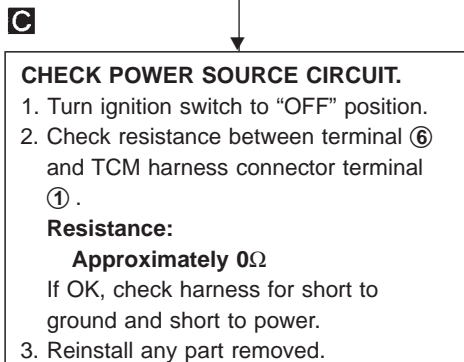 C
CHECK POWER SOURCE CIRCUIT.
1. Turn ignition switch to “OFF” position.
2. Check resistance between terminal ⑥
and TCM harness connector terminal
① .
Resistance:
Approximately 0Ω
If OK, check harness for short to
ground and short to power.
3. Reinstall any part removed.